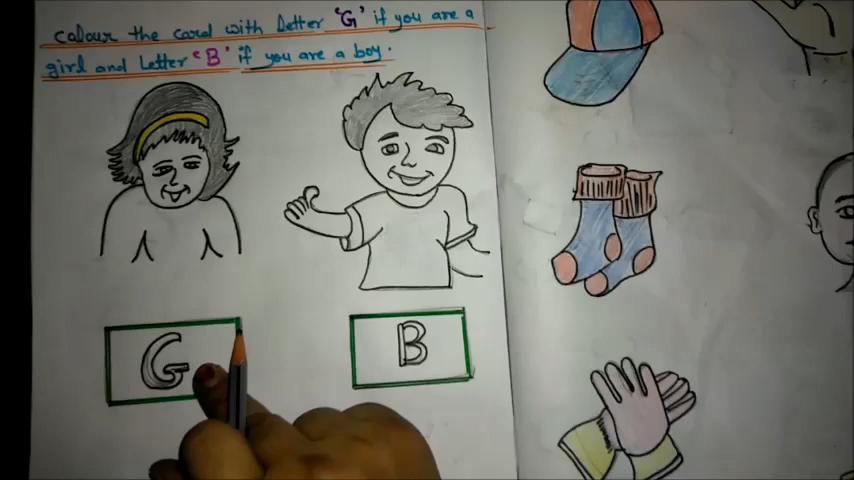 colour the card with letter 'G' if you are a
girl and letter 'B' if you are a boy.
G
B